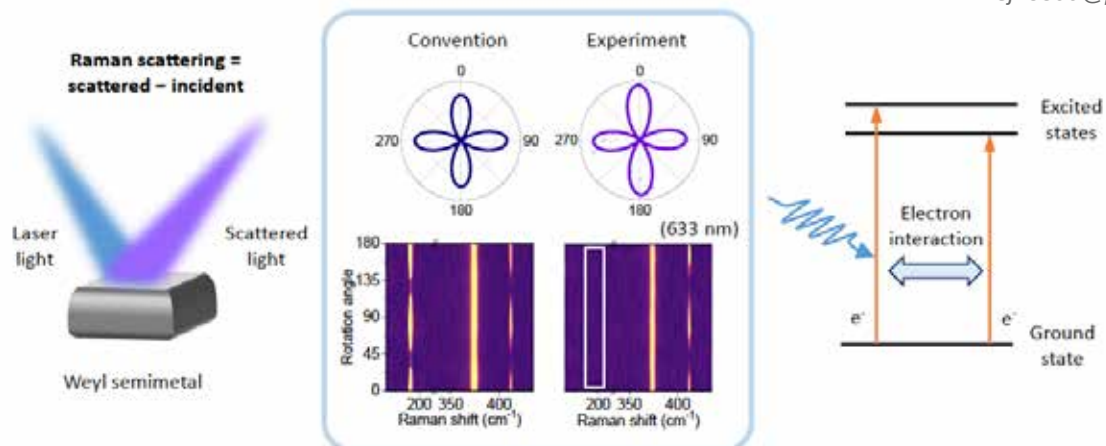 Raman scattering =
scattered – incident
Laser
light
Scattered
light
Weyl semimetal
Convention
Experiment
0
270
90
180
0
270
90
180
(633 nm)
Rotation angle
180
135
90
45
0
200 350 400
Raman shift (cm-1)
200 350 400
Raman shift (cm-1)
Excited
states
Electron
interaction
e-
e-
Ground
state